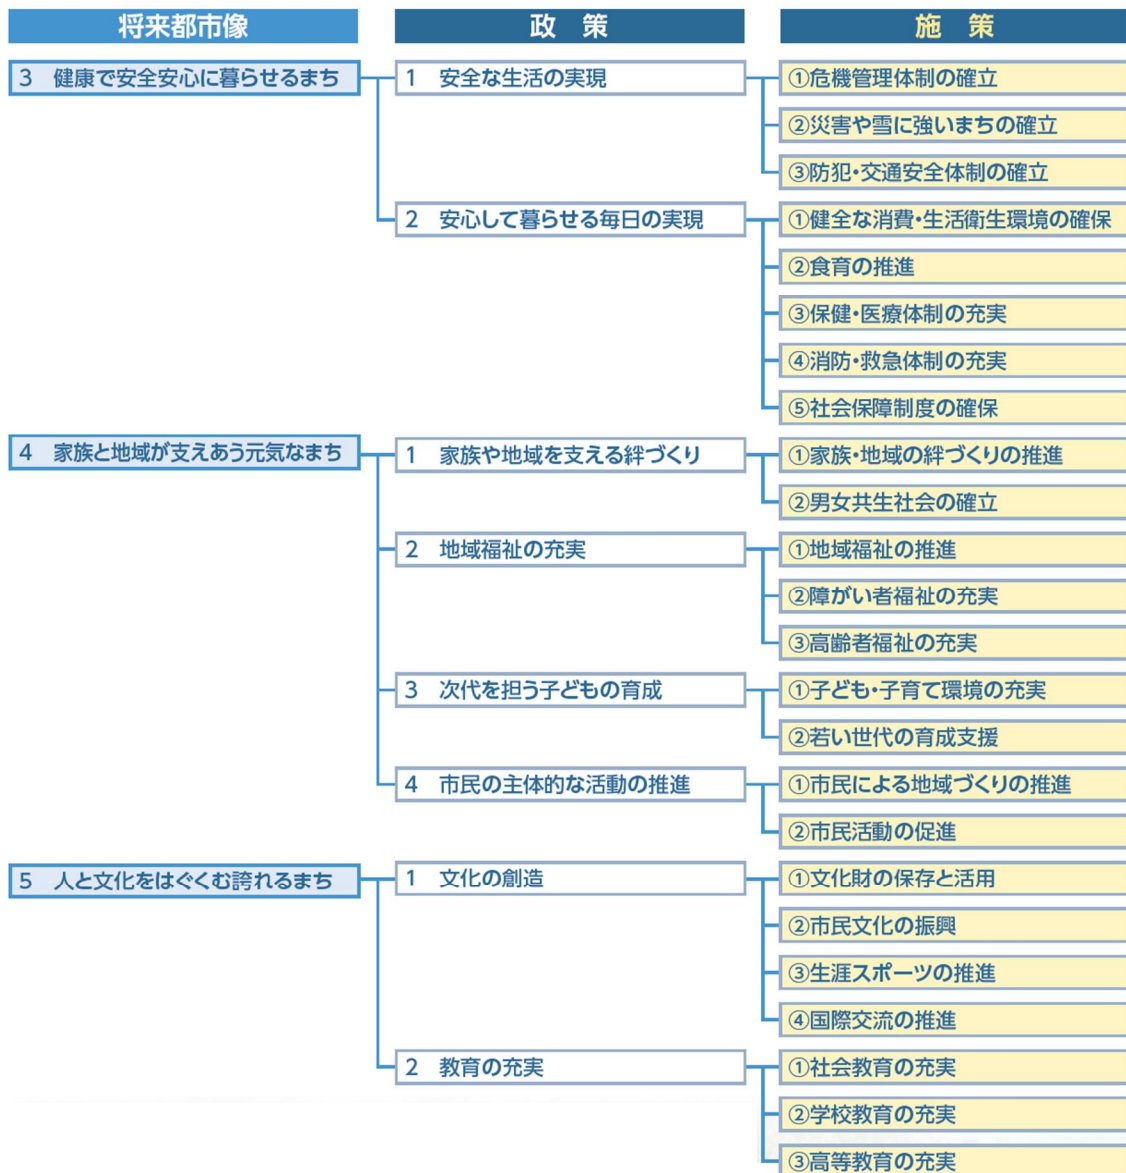 将来都市像 政 策 施 策
3 健康で安全安心に暮らせるまち 1 安全な生活の実現 ①危機管理体制の確立
②災害や雪に強いまちの確立
③防犯・交通安全体制の確立
2 安心して暮らせる毎日の実現 ①健全な消費・生活衛生環境の確保
②食育の推進
③保健・医療体制の充実
④消防・救急体制の充実
⑤社会保障制度の確保
4 家族と地域が支えあう元気なまち 1 家族や地域を支える絆づくり ①家族・地域の絆づくりの推進
②男女共生社会の確立
2 地域福祉の充実 ①地域福祉の推進
②障がい者福祉の充実
③高齢者福祉の充実
3 次代を担う子どもの育成 ①子ども・子育て環境の充実
②若い世代の育成支援
4 市民の主体的な活動の推進 ①市民による地域づくりの推進
②市民活動の促進
5 人と文化をはぐくむ誇れるまち 1 文化の創造 ①文化財の保存と活用
②市民文化の振興
③生涯スポーツの推進
④国際交流の推進
2 教育の充実 ①社会教育の充実
②学校教育の充実
③高等教育の充実